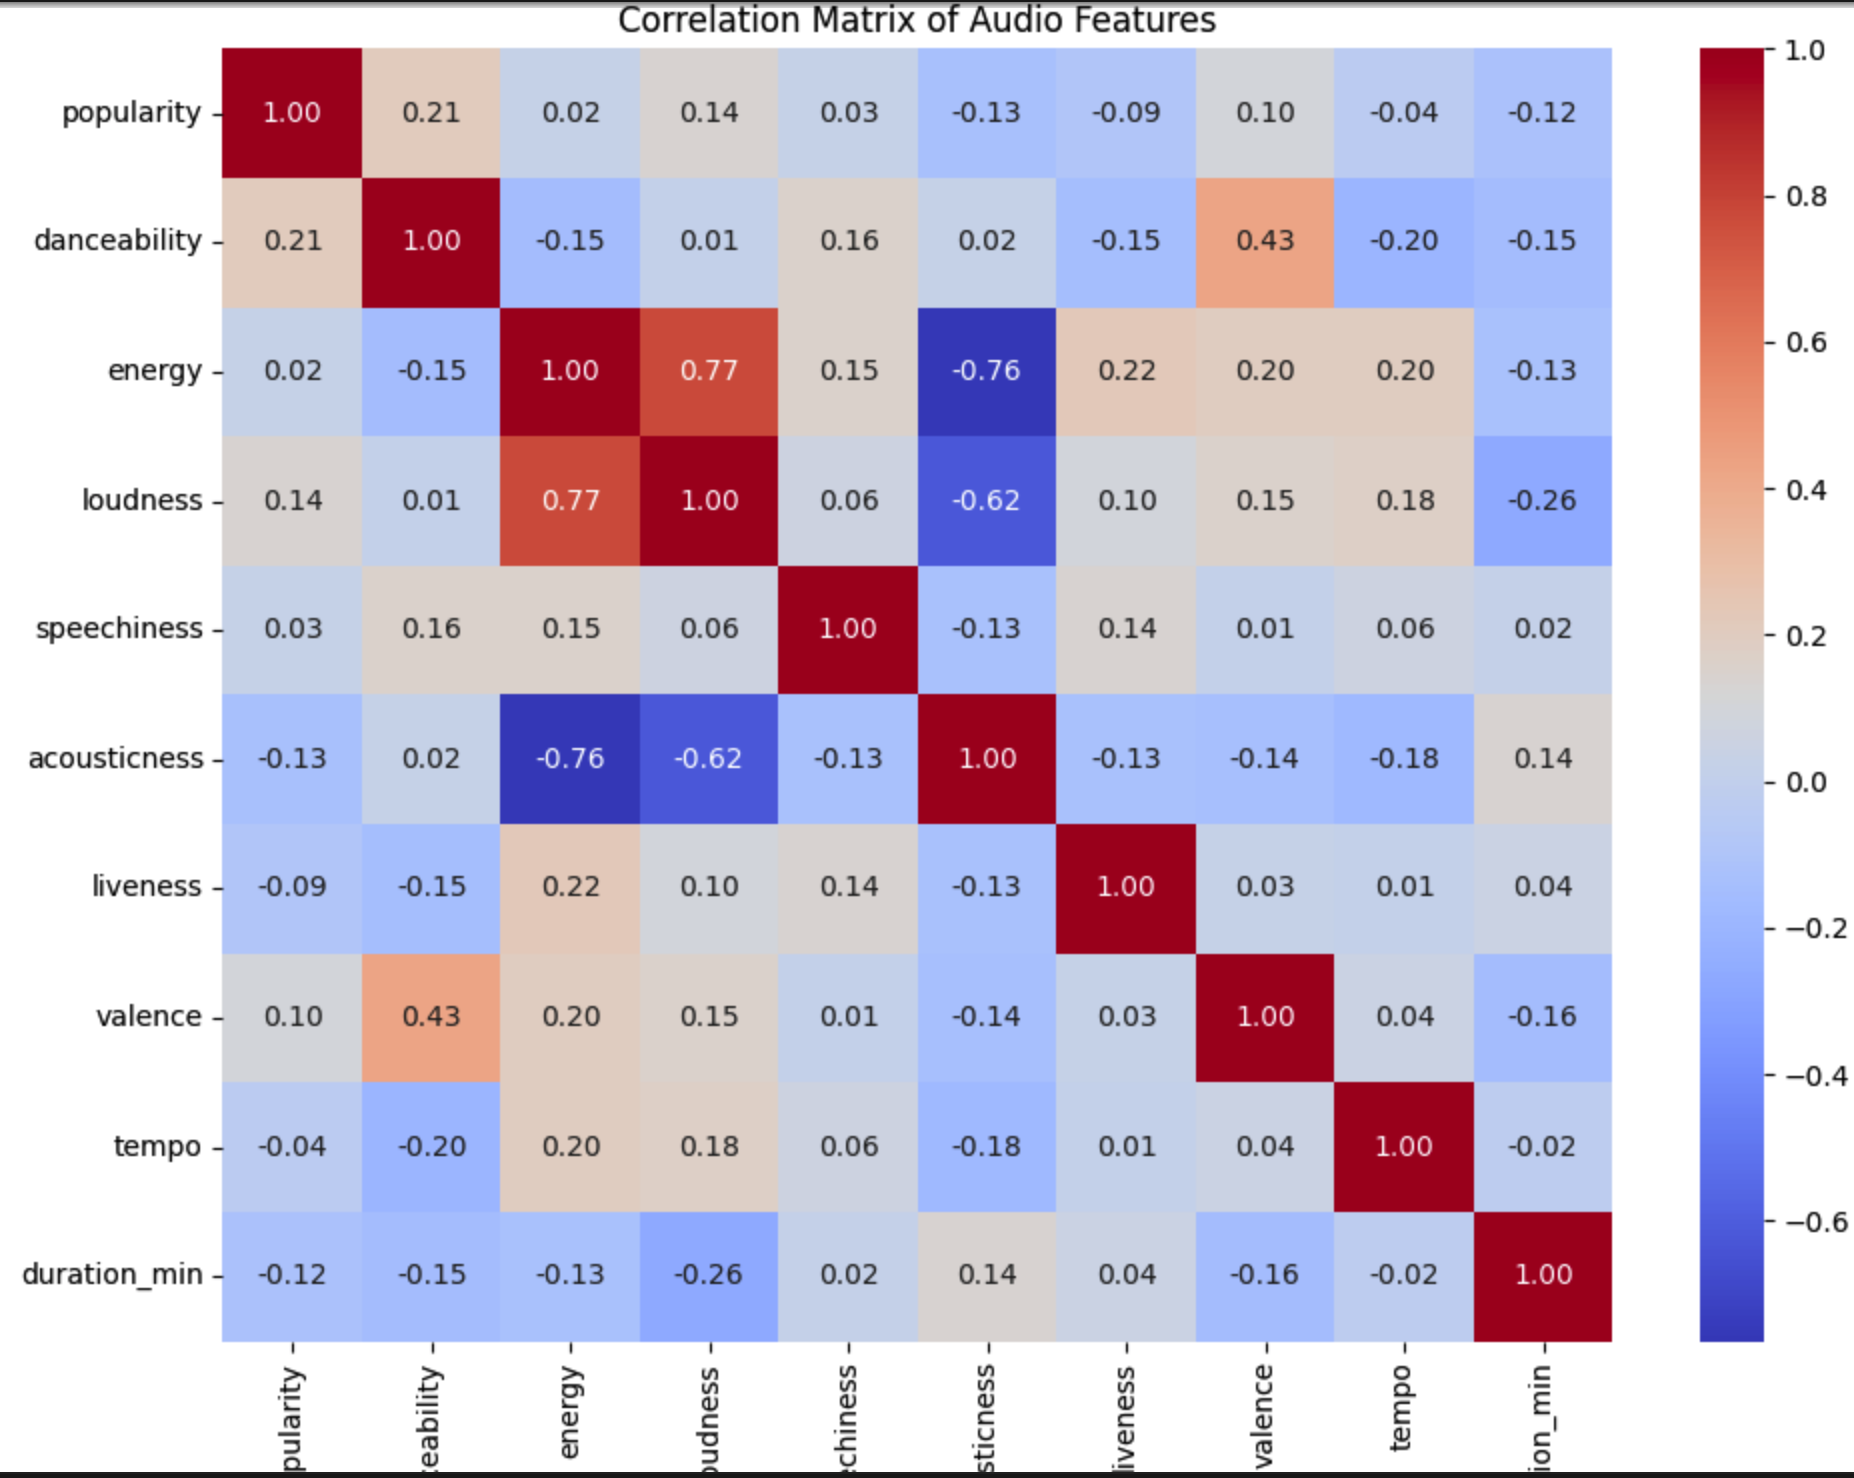 Correlation Matrix of Audio Features
popularity 1.00 0.21 0.02 0.14 0.03 -0.13 -0.09 0.10 -0.04 -0.12
danceability 0.21 1.00 -0.15 0.01 0.16 0.02 -0.15 0.43 -0.20 -0.15
energy 0.02 -0.15 1.00 0.77 0.15 -0.76 0.22 0.20 0.20 -0.13
loudness 0.14 0.01 0.77 1.00 0.06 -0.62 0.10 0.15 0.18 -0.26
speechiness 0.03 0.16 0.15 0.06 1.00 -0.13 0.14 0.01 0.06 0.02
acousticness -0.13 0.02 -0.76 -0.62 -0.13 1.00 -0.13 -0.14 -0.18 0.14
liveness -0.09 -0.15 0.22 0.10 0.14 -0.13 1.00 0.03 0.01 0.04
valence 0.10 0.43 0.20 0.15 0.01 -0.14 0.03 1.00 0.04 -0.16
tempo -0.04 -0.20 0.20 0.18 0.06 -0.18 0.01 0.04 1.00 -0.02
duration_min -0.12 -0.15 -0.13 -0.26 0.02 0.14 0.04 -0.16 -0.02 1.00
pularity
ceability
energy
oudness
echiness
sticness
liveness
valence
tempo
ion_min
1.0
0.8
0.6
0.4
0.2
0.0
−0.2
−0.4
−0.6